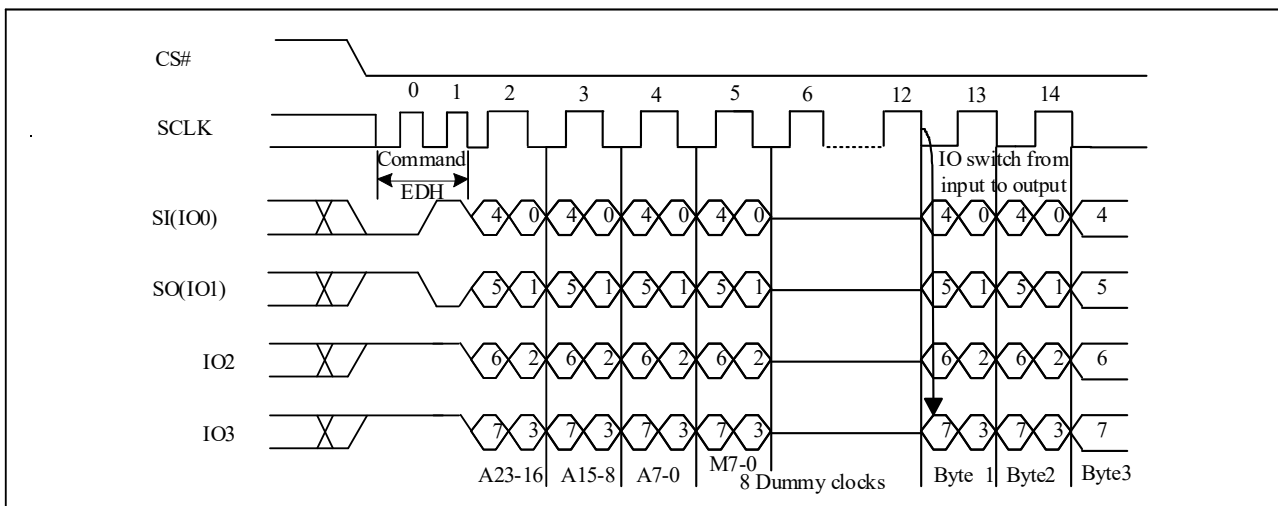 CS#
0 1 2 3 4 5 6 12 13 14
SCLK
Command
EDH
IO switch from
input to output
SI(IO0) 4 0 4 0 4 0 4 0 4 0 4 0 4
SO(IO1) 5 1 5 1 5 1 5 1 5 1 5 1 5
IO2 6 2 6 2 6 2 6 2 6 2 6 2 6
IO3 7 3 7 3 7 3 7 3 7 3 7 3 7
A23-16 A15-8 A7-0 M7-0 8 Dummy clocks Byte 1 Byte2 Byte3